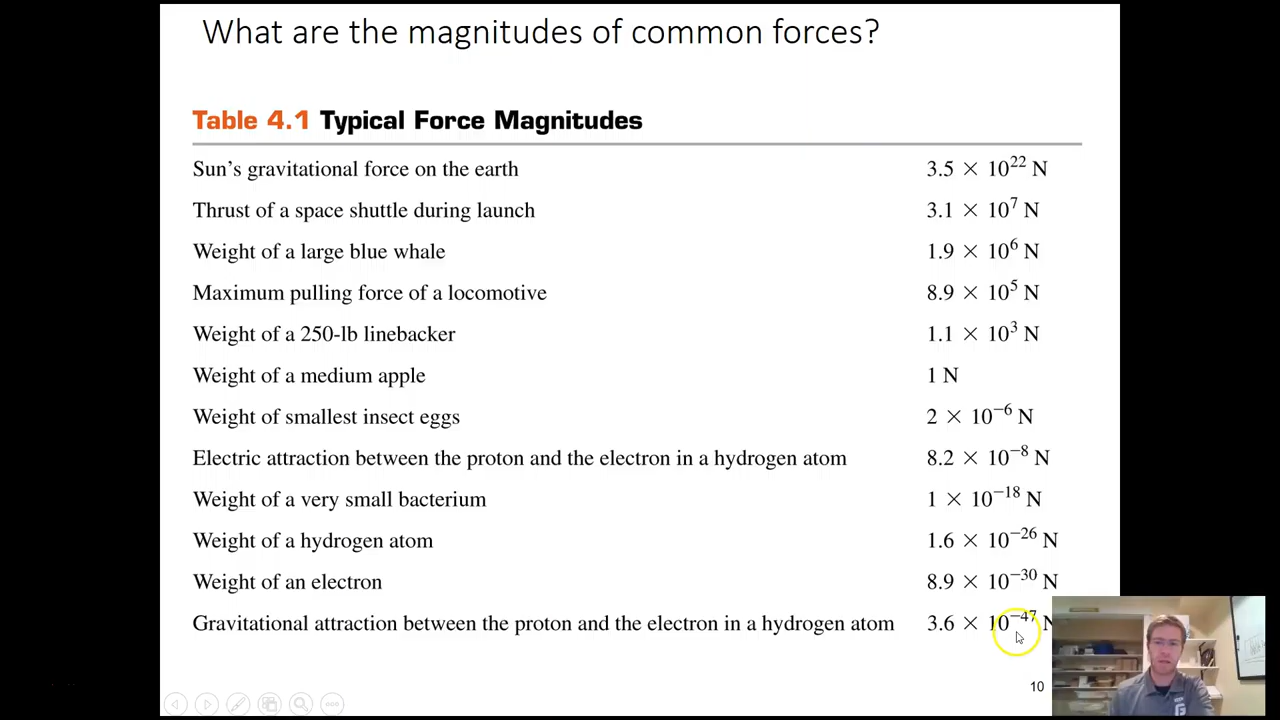 What are the magnitudes of common forces?
Table 4.1 Typical Force Magnitudes
Sun's gravitational force on the earth 3.5 × 10²² N
Thrust of a space shuttle during launch 3.1 × 10⁷ N
Weight of a large blue whale 1.9 × 10⁶ N
Maximum pulling force of a locomotive 8.9 × 10⁵ N
Weight of a 250-lb linebacker 1.1 × 10³ N
Weight of a medium apple 1 N
Weight of smallest insect eggs 2 × 10⁻⁶ N
Electric attraction between the proton and the electron in a hydrogen atom 8.2 × 10⁻⁸ N
Weight of a very small bacterium 1 × 10⁻¹⁸ N
Weight of a hydrogen atom 1.6 × 10⁻²⁶ N
Weight of an electron 8.9 × 10⁻³⁰ N
Gravitational attraction between the proton and the electron in a hydrogen atom 3.6 × 10⁻⁴⁷ N
10